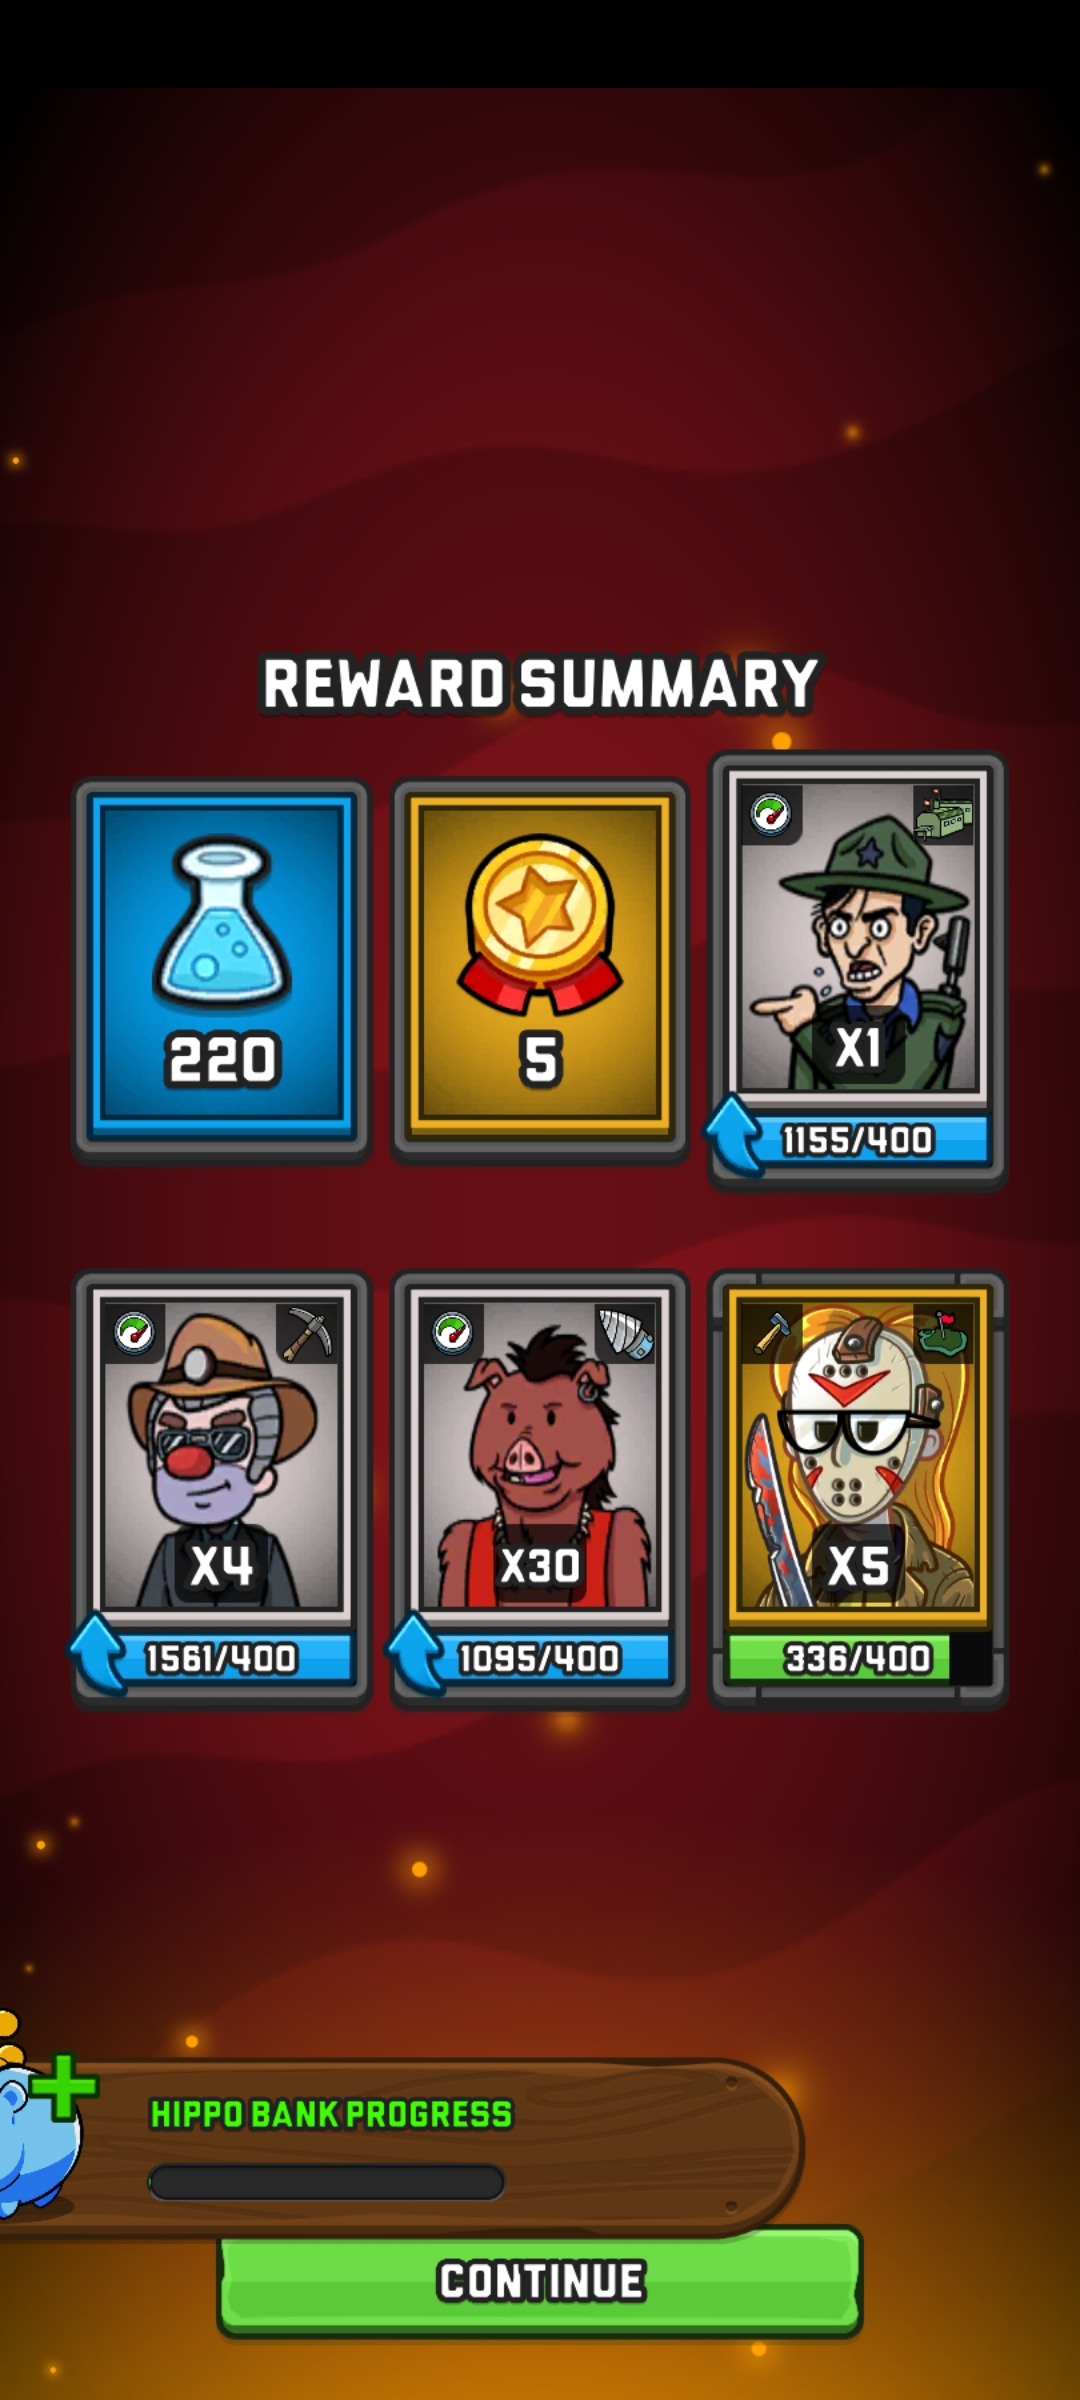 REWARD SUMMARY
220
5
X1
1155/400
X4
1561/400
X30
1095/400
X5
336/400
HIPPO BANK PROGRESS
CONTINUE